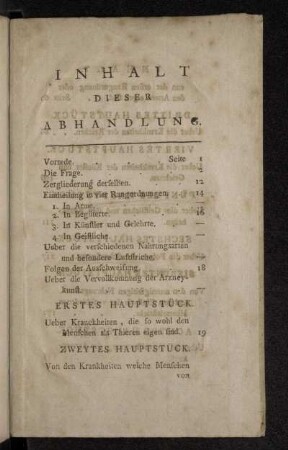 INHALT
DIESER
ABHANDLUNG.
Vorrede. Seite 1
Die Frage. 2
Zergliederung derselben. 12
Eintheilung in vier Rangordnungen 14
1. In Arme. —
2. In Begüterte. 16
3. In Künstler und Gelehrte. —
4. In Geistliche. —
Ueber die verschiedenen Nahrungsarten
und besondere Luftstriche. —
Folgen der Ausschweifung. 18
Ueber die Vervollkommung der Arzney-
kunst. —
ERSTES HAUPTSTÜCK.
Ueber Kranckheiten, die so wohl den
Menschen als Thieren eigen sind. 19
ZWEYTES HAUPTSTÜCK.
Von den Krankheiten welche Menschen
von